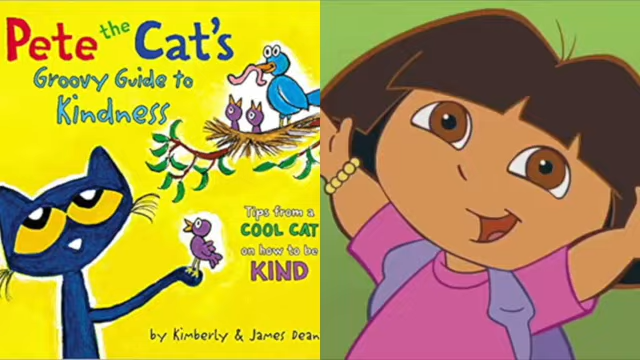 Pete the Cat's
Groovy Guide to
Kindness
Tips from a
COOL CAT
on how to be
KIND
by Kimberly & James Dean